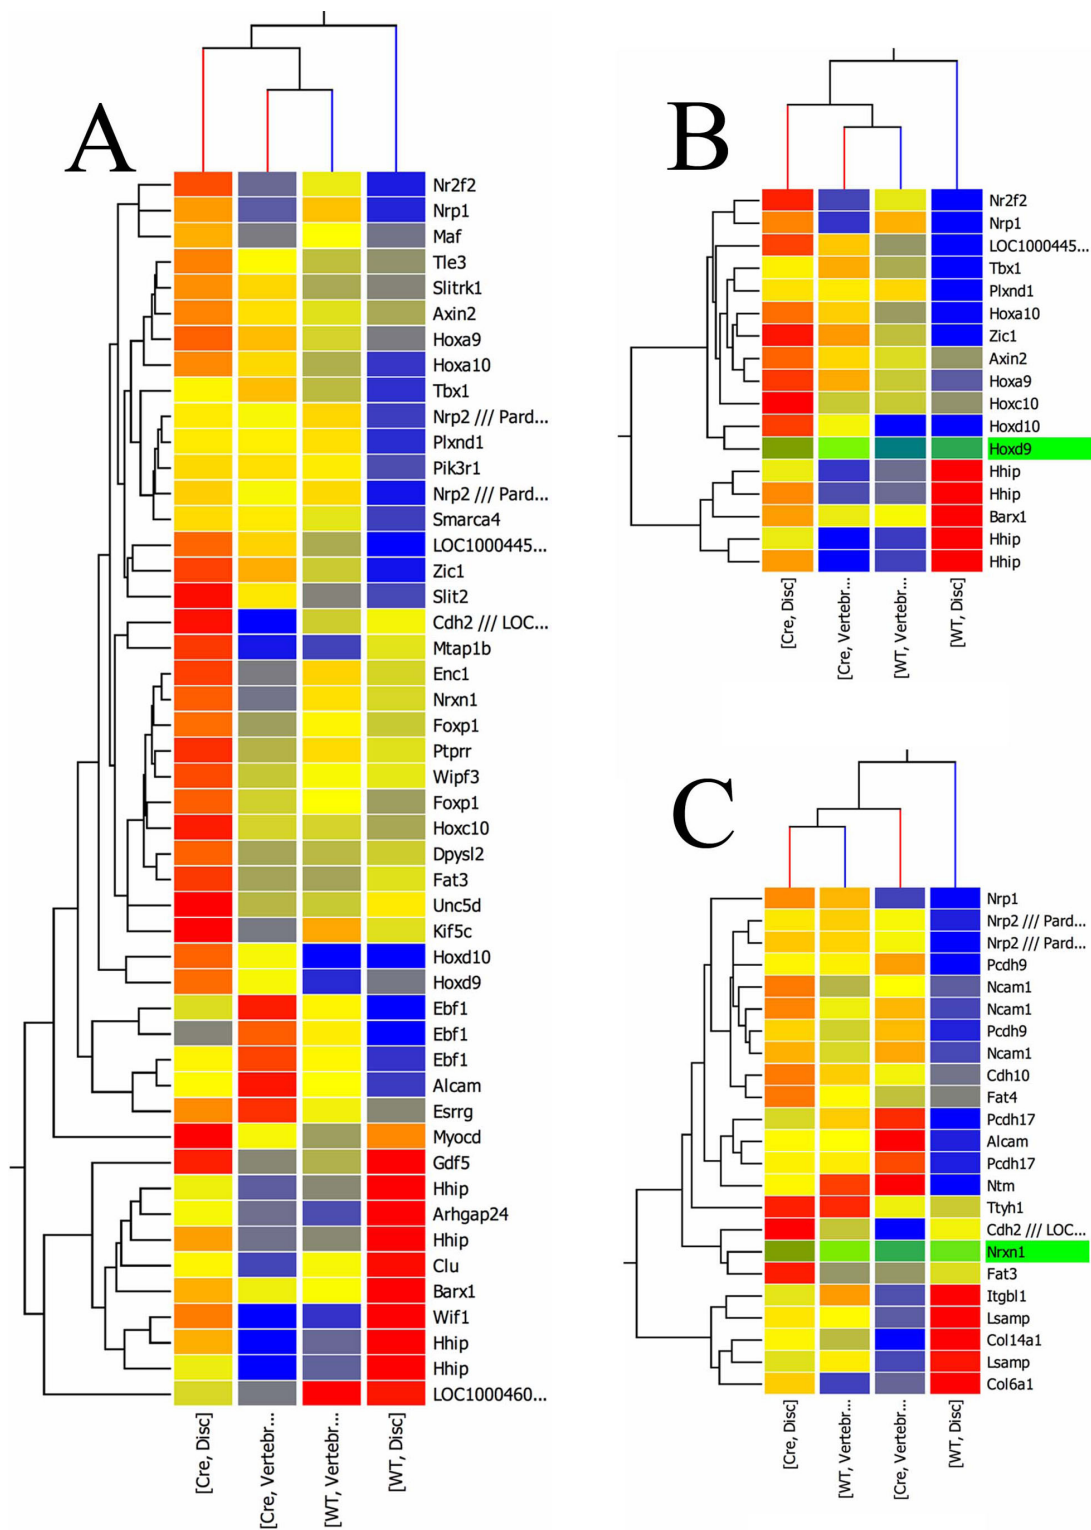 A
Nr2f2
Nrp1
Maf
Tle3
Slitrk1
Axin2
Hoxa9
Hoxa10
Tbx1
Nrp2 /// Pard...
Plxnd1
Pik3r1
Nrp2 /// Pard...
Smarca4
LOC1000445...
Zic1
Slit2
Cdh2 /// LOC...
Mtap1b
Enc1
Nrxn1
Foxp1
Ptprr
Wipf3
Foxp1
Hoxc10
Dpysl2
Fat3
Unc5d
Kif5c
Hoxd10
Hoxd9
Ebf1
Ebf1
Ebf1
Alcam
Esrrg
Myocd
Gdf5
Hhip
Arhgap24
Hhip
Clu
Barx1
Wif1
Hhip
Hhip
LOC1000460...
[Cre, Disc]
[Cre, Vertebr...
[WT, Vertebr...
[WT, Disc]
B
Nr2f2
Nrp1
LOC1000445...
Tbx1
Plxnd1
Hoxa10
Zic1
Axin2
Hoxa9
Hoxc10
Hoxd10
Hoxd9
Hhip
Hhip
Barx1
Hhip
Hhip
[Cre, Disc]
[Cre, Vertebr...
[WT, Vertebr...
[WT, Disc]
C
Nrp1
Nrp2 /// Pard...
Nrp2 /// Pard...
Pcdh9
Ncam1
Ncam1
Pcdh9
Ncam1
Cdh10
Fat4
Pcdh17
Alcam
Pcdh17
Ntm
Ttyh1
Cdh2 /// LOC...
Nrxn1
Fat3
Itgbl1
Lsamp
Col14a1
Lsamp
Col6a1
[Cre, Disc]
[WT, Vertebr...
[Cre, Vertebr...
[WT, Disc]